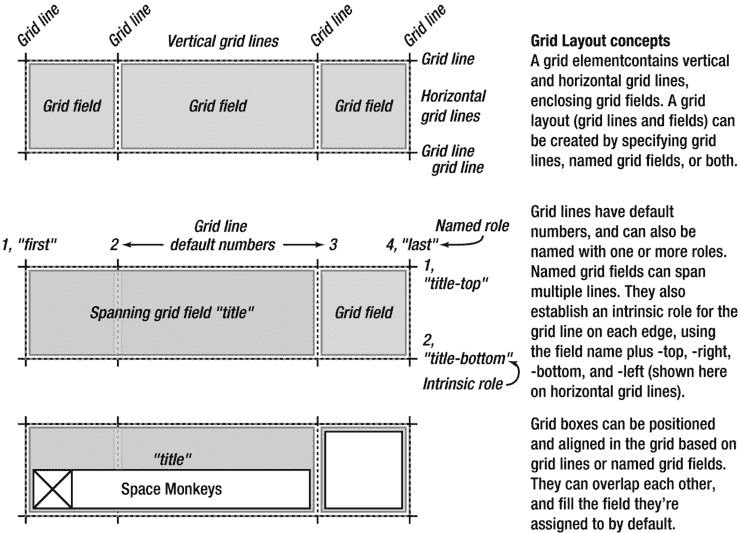 Grid line
Grid line
Vertical grid lines
Grid line
Grid line
Grid line
Grid field
Grid field
Grid field
Horizontal
grid lines
Grid line
grid line
Grid Layout concepts
A grid elementcontains vertical
and horizontal grid lines,
enclosing grid fields. A grid
layout (grid lines and fields) can
be created by specifying grid
lines, named grid fields, or both.
Grid line
default numbers
Named role
1, "first"
2
3
4, "last"
1,
"title-top"
Spanning grid field "title"
Grid field
2,
"title-bottom"
Intrinsic role
Grid lines have default
numbers, and can also be
named with one or more roles.
Named grid fields can span
multiple lines. They also
establish an intrinsic role for the
grid line on each edge, using
the field name plus -top, -right,
-bottom, and -left (shown here
on horizontal grid lines).
"title"
Space Monkeys
Grid boxes can be positioned
and aligned in the grid based on
grid lines or named grid fields.
They can overlap each other,
and fill the field they're
assigned to by default.